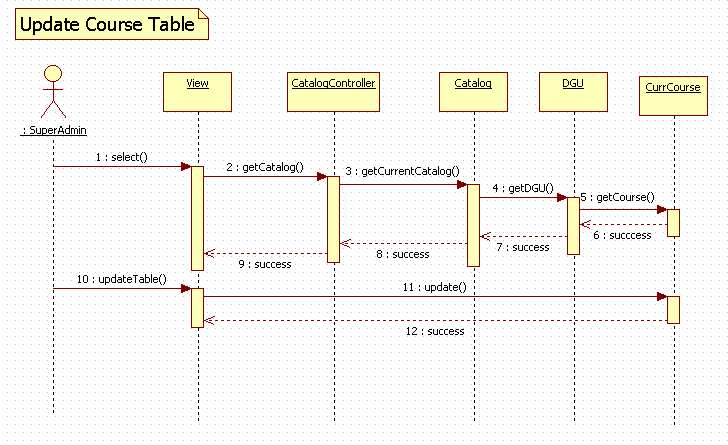 Update Course Table
View
CatalogController
Catalog
DGU
CurrCourse
: SuperAdmin
1 : select()
2 : getCatalog()
3 : getCurrentCatalog()
4 : getDGU()
5 : getCourse()
6 : succcess
7 : success
8 : success
9 : success
10 : updateTable()
11 : update()
12 : success